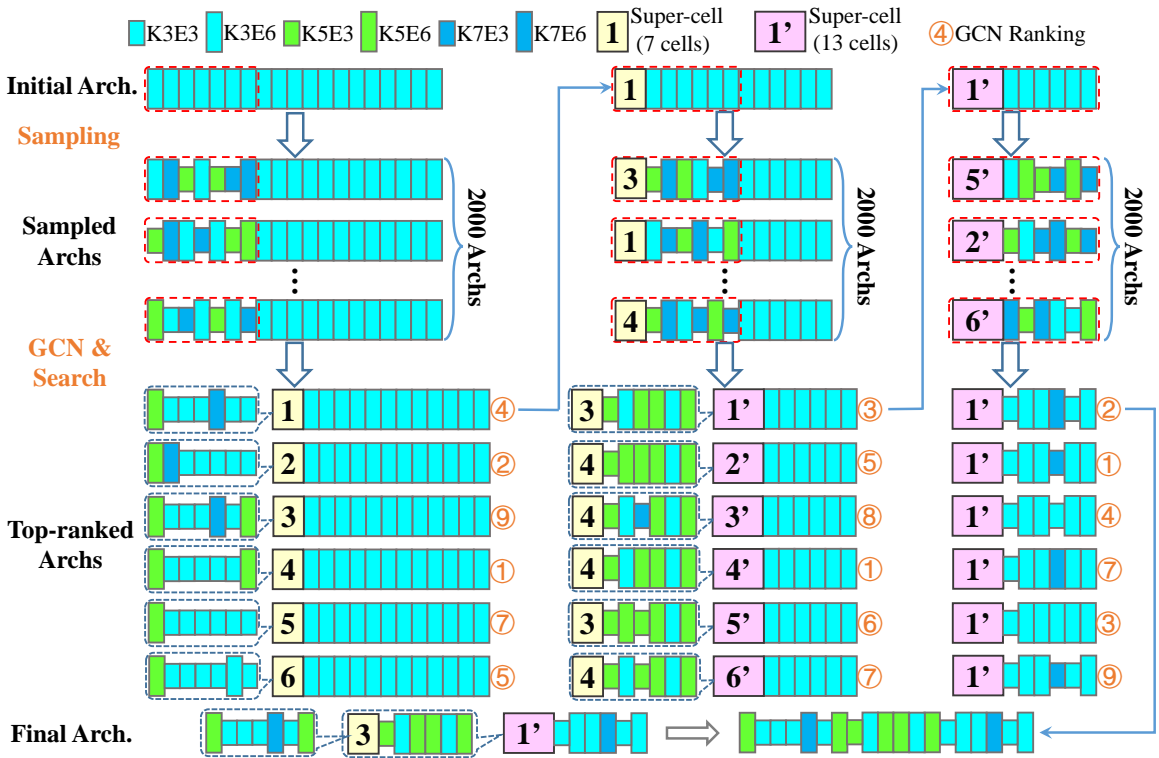 K3E3 K3E6 K5E3 K5E6 K7E3 K7E6 1 Super-cell (7 cells) 1’ Super-cell (13 cells) ④ GCN Ranking
Initial Arch. 1 1’
Sampling
3 5’
Sampled Archs 1 2’
2000 Archs 2000 Archs 2000 Archs
... ... ...
4 6’
GCN & Search
1 ④ 3 1’ ③ 1’ ②
2 ② 4 2’ ⑤ 1’ ①
3 ⑨ 4 3’ ⑧ 1’ ④
Top-ranked Archs
4 ① 4 4’ ① 1’ ⑦
5 ⑦ 3 5’ ⑥ 1’ ③
6 ⑤ 4 6’ ⑦ 1’ ⑨
Final Arch. 3 1’